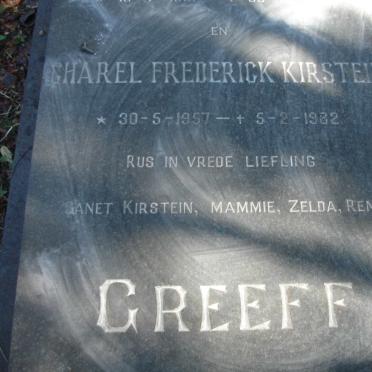 EN
CHAREL FREDERICK KIRSTEIN
* 30-5-1957 — + 5-2-1982
RUS IN VREDE LIEFLING
JANET KIRSTEIN, MAMMIE, ZELDA, REN
GREEFF